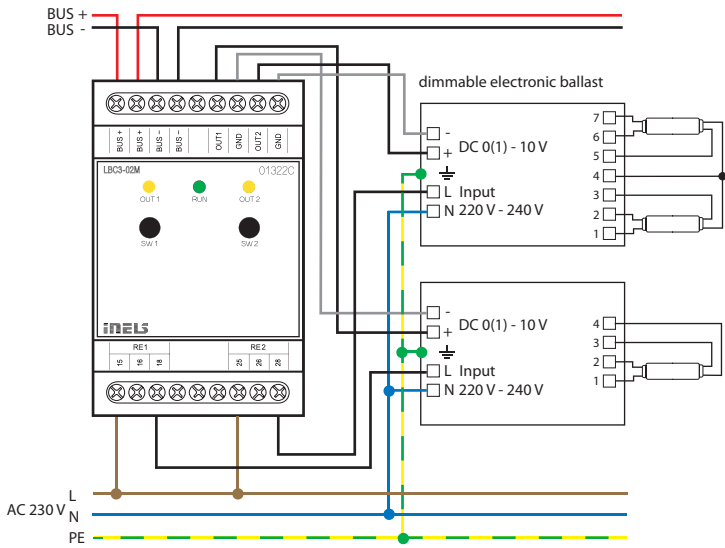 BUS +
BUS -
BUS +
BUS +
BUS -
BUS -
OUT1
GND
OUT2
GND
LBC3-02M
01322C
OUT 1
RUN
OUT 2
SW 1
SW 2
iNELS
RE1
RE2
15
16
18
25
26
28
dimmable electronic ballast
-
+ DC 0(1) - 10 V
L Input
N 220 V - 240 V
7
6
5
4
3
2
1
-
+ DC 0(1) - 10 V
L Input
N 220 V - 240 V
4
3
2
1
AC 230 V
L
N
PE